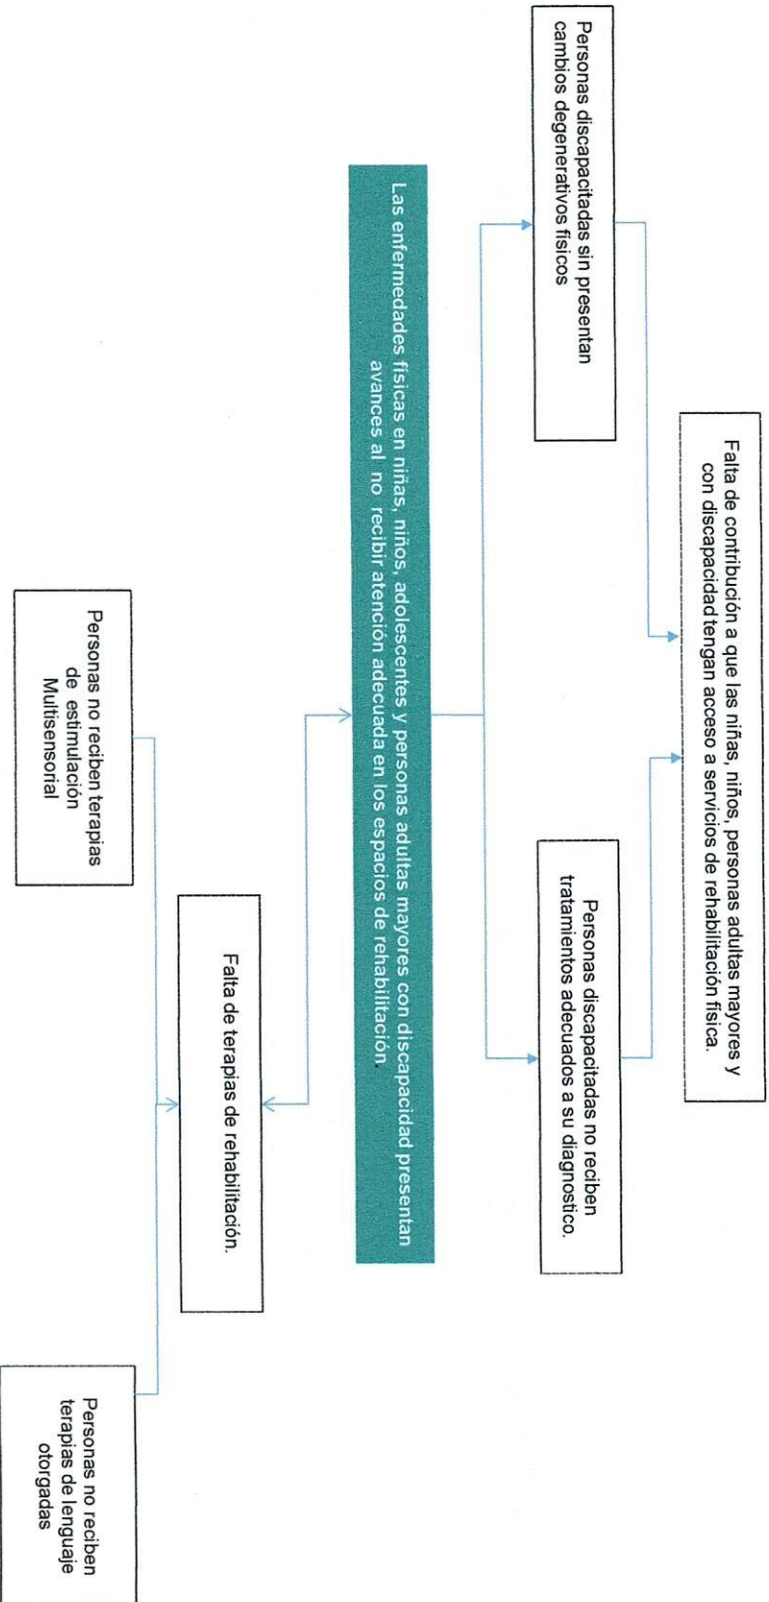 Falta de contribución a que las niñas, niños, personas adultas mayores y
con discapacidad tengan acceso a servicios de rehabilitación física.
Personas discapacitadas sin presentan
cambios degenerativos físicos
Personas discapacitadas no reciben
tratamientos adecuados a su diagnostico.
Las enfermedades físicas en niñas, niños, adolescentes y personas adultas mayores con discapacidad presentan
avances al no recibir atención adecuada en los espacios de rehabilitación.
Falta de terapias de rehabilitación.
Personas no reciben terapias
de estimulación
Multisensorial
Personas no reciben
terapias de lenguaje
otorgadas